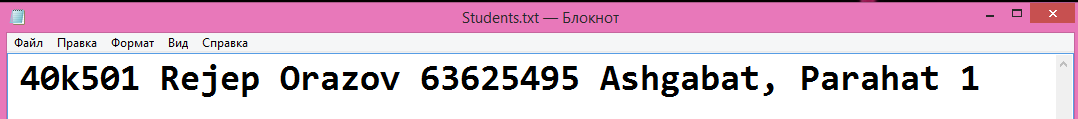 Students.txt — Блокнот
Файл Правка Формат Вид Справка
40k501 Rejep Orazov 63625495 Ashgabat, Parahat 1